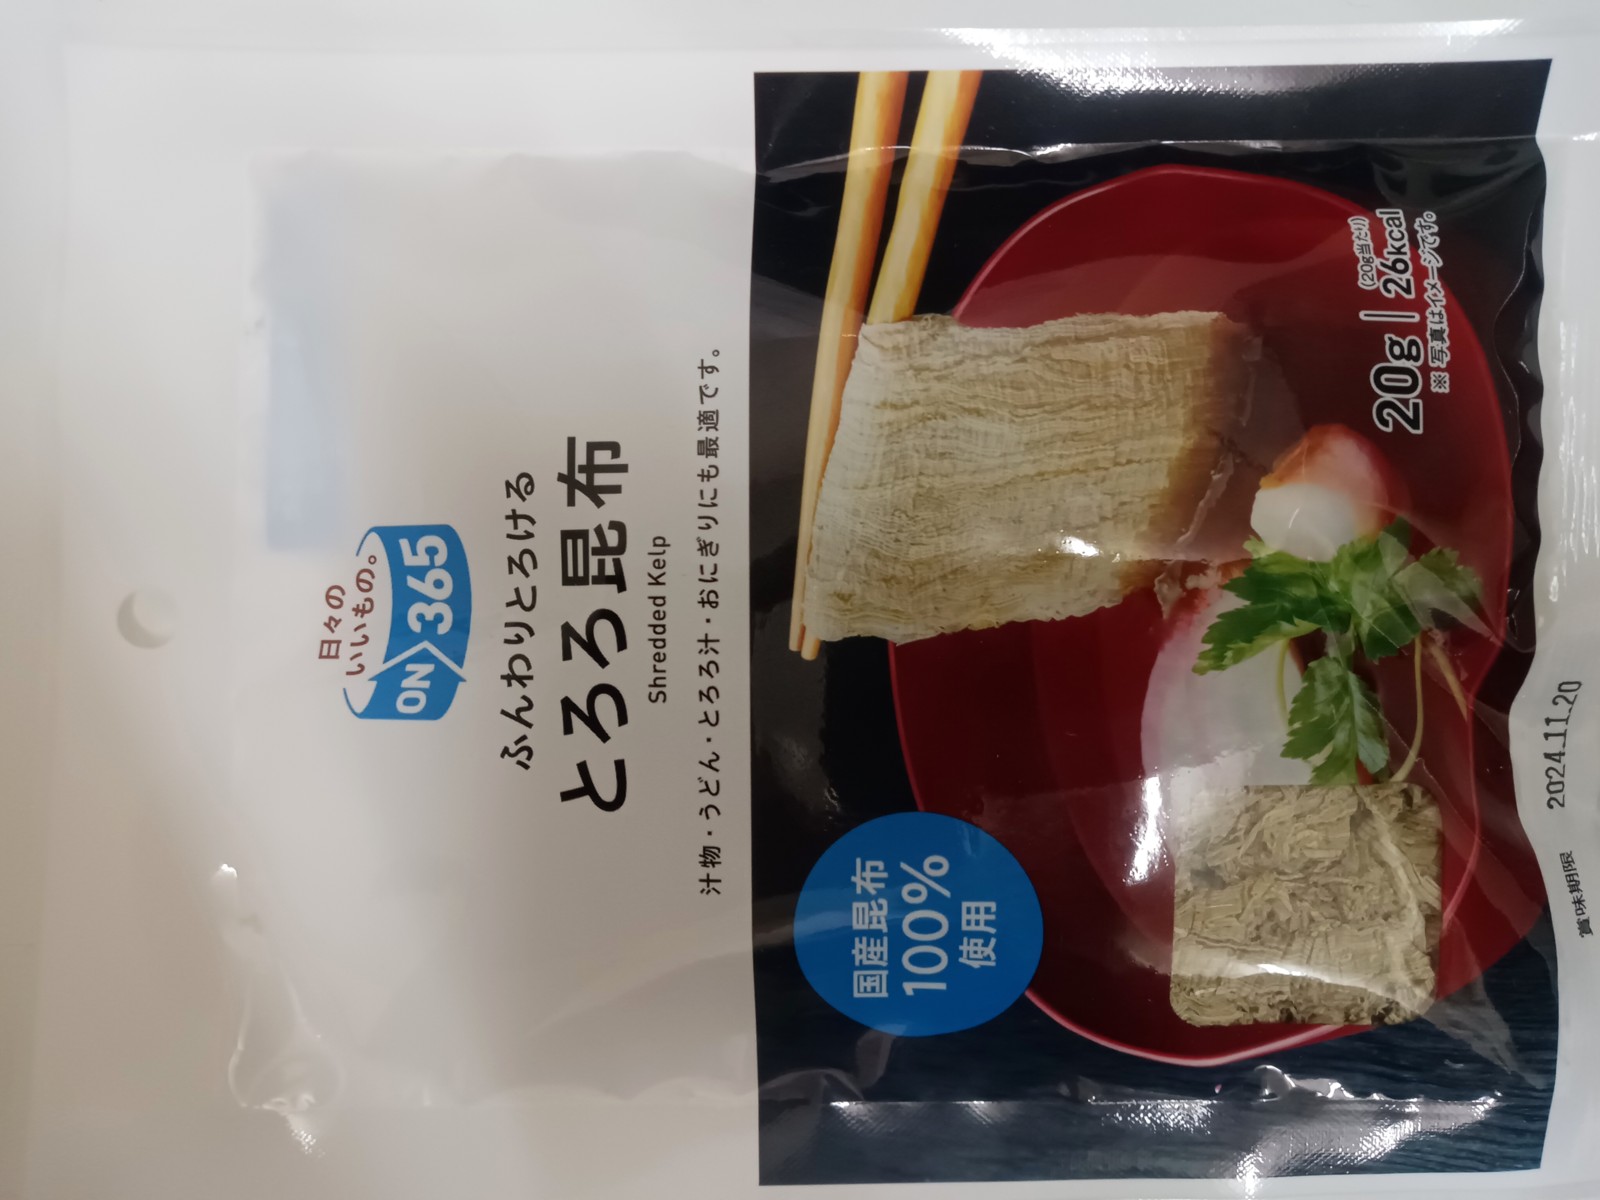 日々の
いいもの。
ON365
ふんわりとろける
とろろ昆布
Shredded Kelp
汁物・うどん・とろろ汁・おにぎりにも最適です。
国産昆布
100%
使用
20g | (20g当たり) 26kcal
※写真はイメージです。
賞味期限 2024.11.20